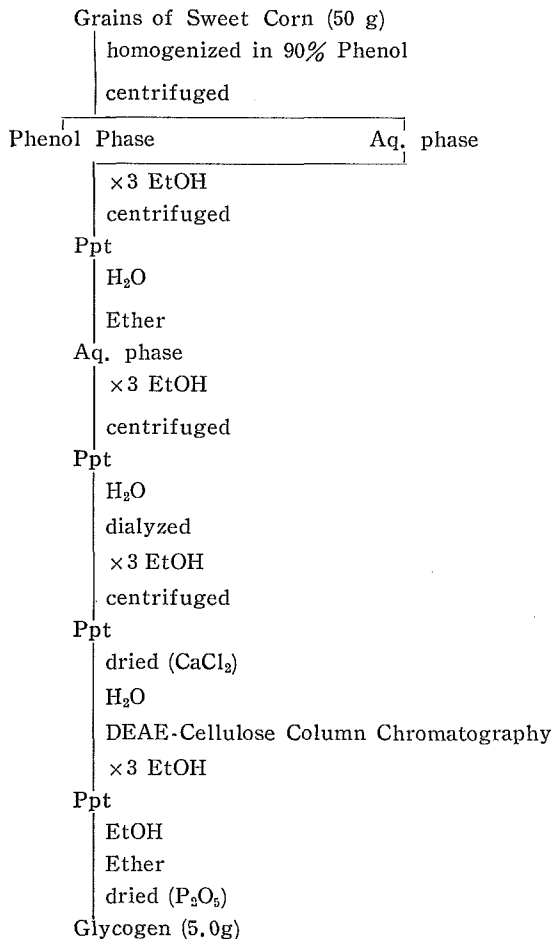 Grains of Sweet Corn (50 g)
homogenized in 90% Phenol
centrifuged
Phenol Phase Aq. phase
×3 EtOH
centrifuged
Ppt
H₂O
Ether
Aq. phase
×3 EtOH
centrifuged
Ppt
H₂O
dialyzed
×3 EtOH
centrifuged
Ppt
dried (CaCl₂)
H₂O
DEAE-Cellulose Column Chromatography
×3 EtOH
Ppt
EtOH
Ether
dried (P₂O₅)
Glycogen (5.0g)